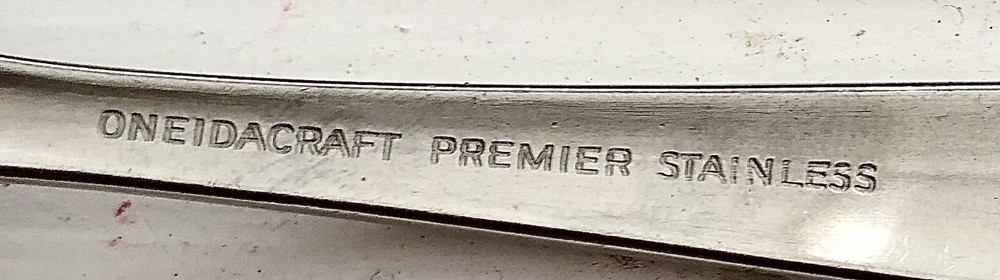 ONEIDACRAFT PREMIER STAINLESS